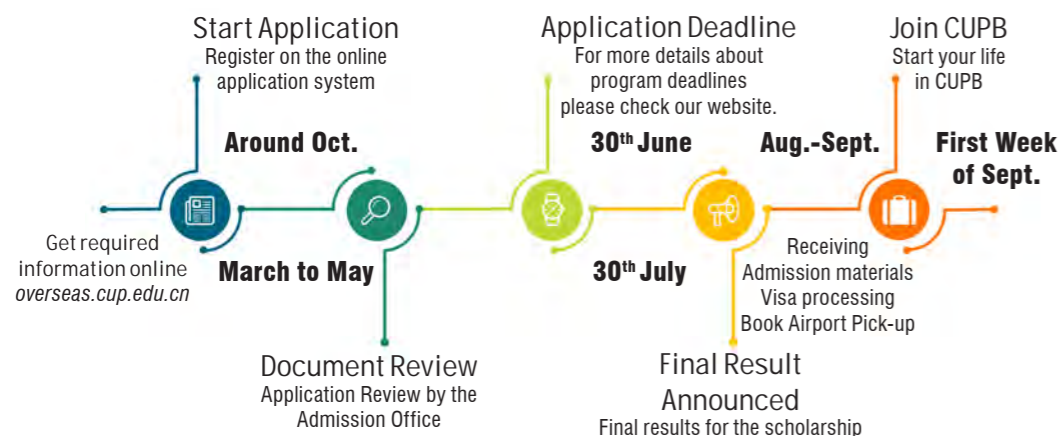 Start Application
Register on the online
application system
Around Oct.
Get required
information online
overseas.cup.edu.cn
March to May
Document Review
Application Review by the
Admission Office
Application Deadline
For more details about
program deadlines
please check our website.
30th June
30th July
Final Result
Announced
Final results for the scholarship
Aug.-Sept.
Receiving
Admission materials
Visa processing
Book Airport Pick-up
Join CUPB
Start your life
in CUPB
First Week
of Sept.